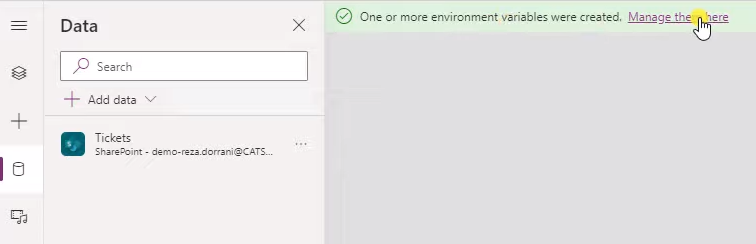 Data
One or more environment variables were created. Manage them here
Search
Add data
Tickets
SharePoint - demo-reza.dorrani@CATS...